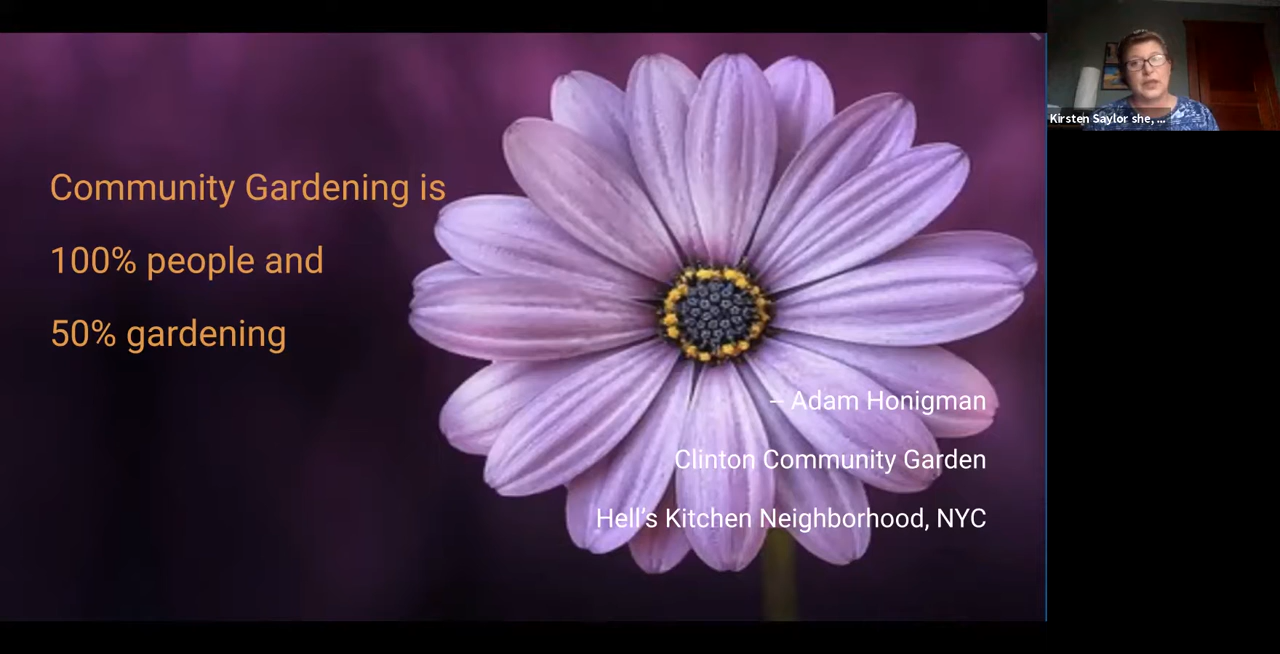 Community Gardening is
100% people and
50% gardening
– Adam Honigman
Clinton Community Garden
Hell's Kitchen Neighborhood, NYC
Kirsten Saylor she, ...